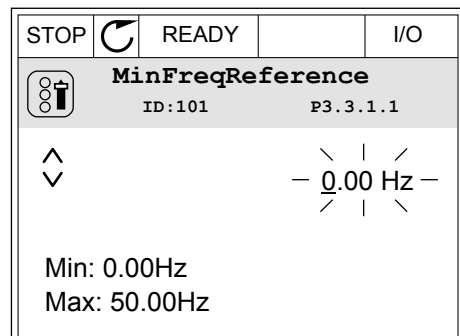 STOP READY I/O
MinFreqReference
ID:101 P3.3.1.1
0.00 Hz
Min: 0.00Hz
Max: 50.00Hz